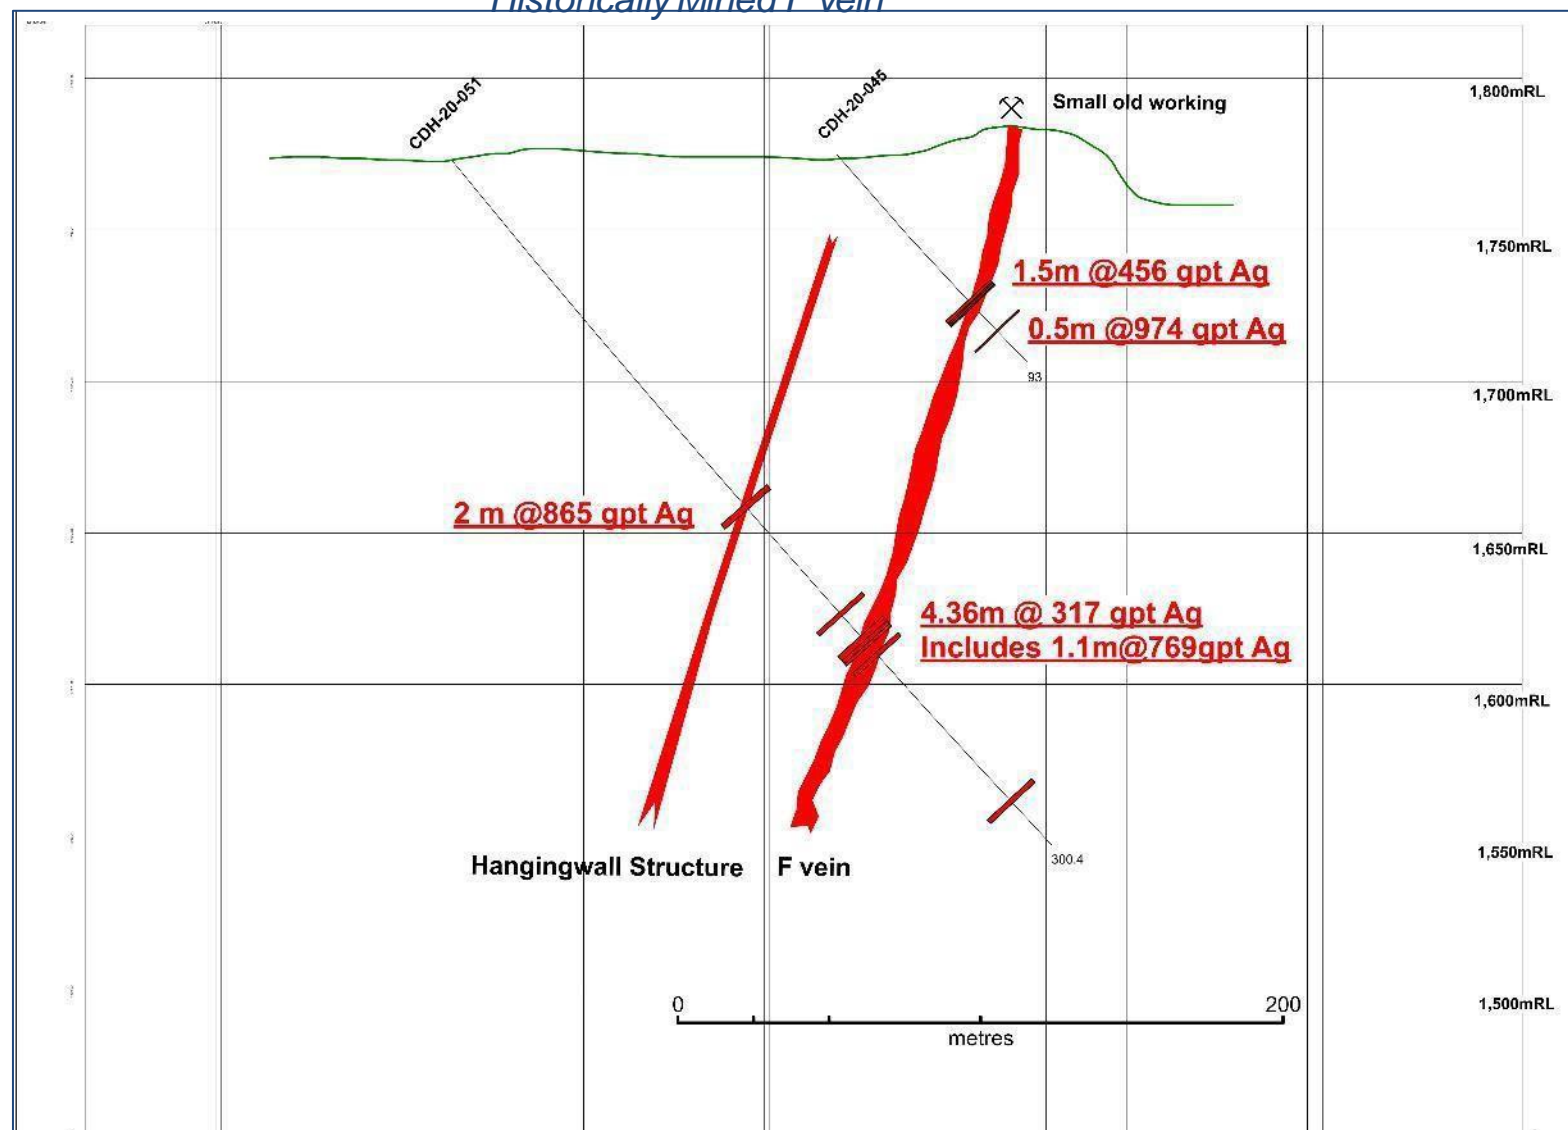 Historically Mined F vein
CDH-20-051
CDH-20-045
Small old working
1,800mRL
1,750mRL
1.5m @456 gpt Ag
0.5m @974 gpt Ag
93
1,700mRL
2 m @865 gpt Ag
1,650mRL
4.36m @ 317 gpt Ag
Includes 1.1m@769gpt Ag
1,600mRL
300.4
1,550mRL
Hangingwall Structure
F vein
0
200
metres
1,500mRL